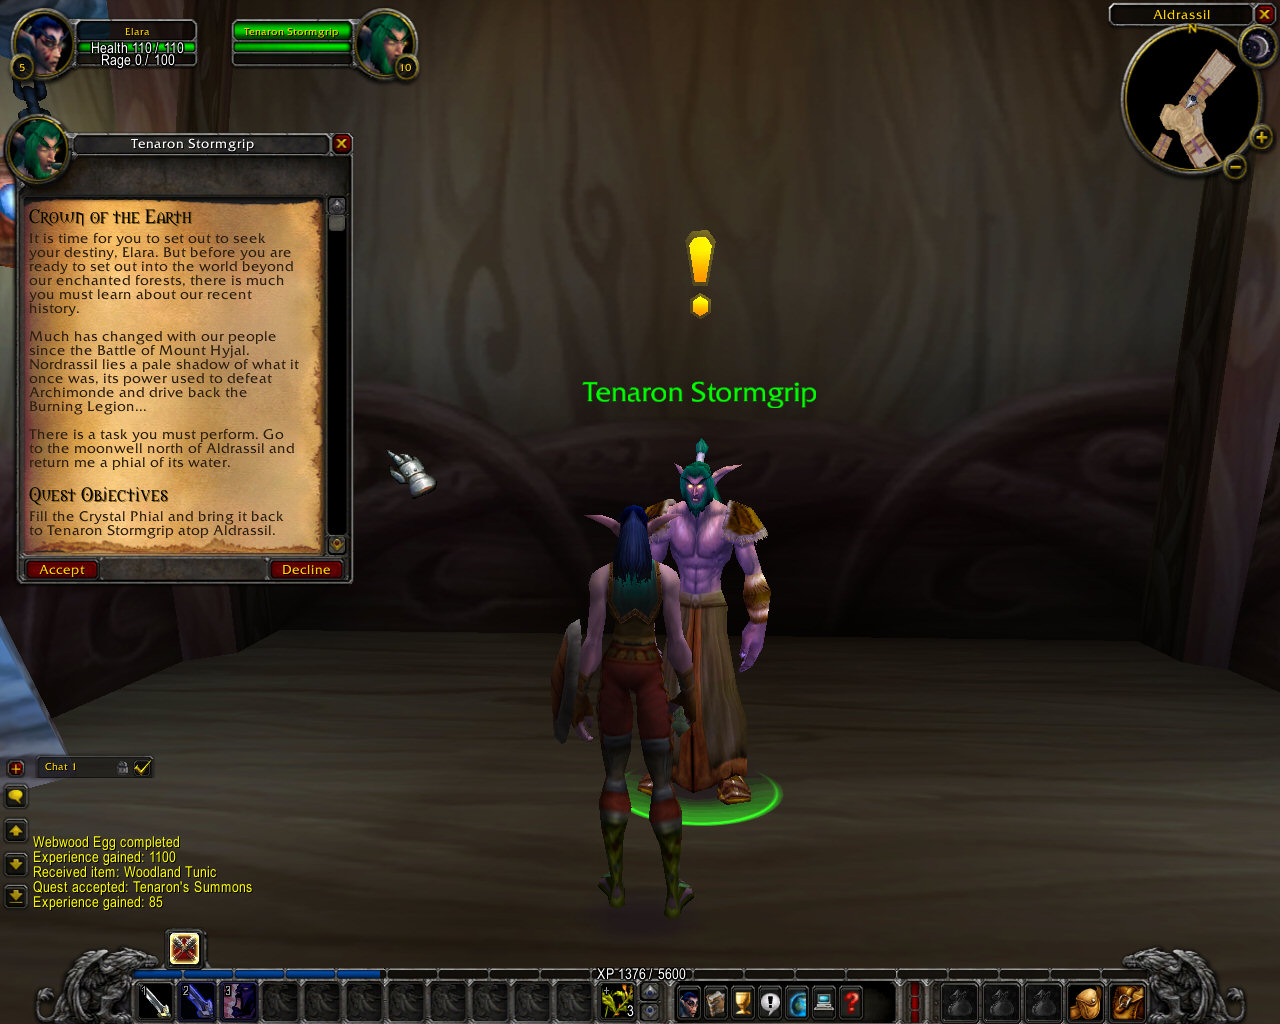 Elara
Health 110 / 110
Rage 0 / 100
5
Tenaron Stormgrip
10
Aldrassil
N
Tenaron Stormgrip
Crown of the Earth
It is time for you to set out to seek
your destiny, Elara. But before you are
ready to set out into the world beyond
our enchanted forests, there is much
you must learn about our recent
history.
Much has changed with our people
since the Battle of Mount Hyjal.
Nordrassil lies a pale shadow of what it
once was, its power used to defeat
Archimonde and drive back the
Burning Legion...
There is a task you must perform. Go
to the moonwell north of Aldrassil and
return me a phial of its water.
Quest Objectives
Fill the Crystal Phial and bring it back
to Tenaron Stormgrip atop Aldrassil.
Accept
Decline
Tenaron Stormgrip
Chat 1
Webwood Egg completed
Experience gained: 1100
Received item: Woodland Tunic
Quest accepted: Tenaron's Summons
Experience gained: 85
XP 1376 / 5600
1
2
3
3